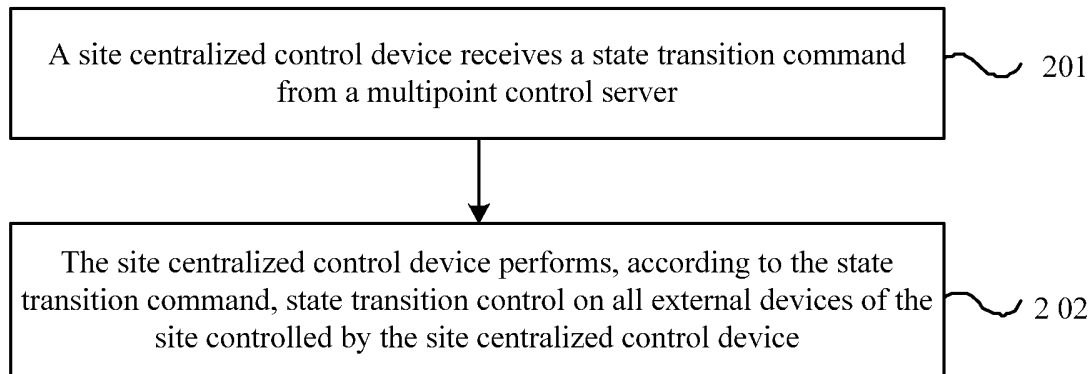 A site centralized control device receives a state transition command
from a multipoint control server
201
The site centralized control device performs, according to the state
transition command, state transition control on all external devices of the
site controlled by the site centralized control device
2 02